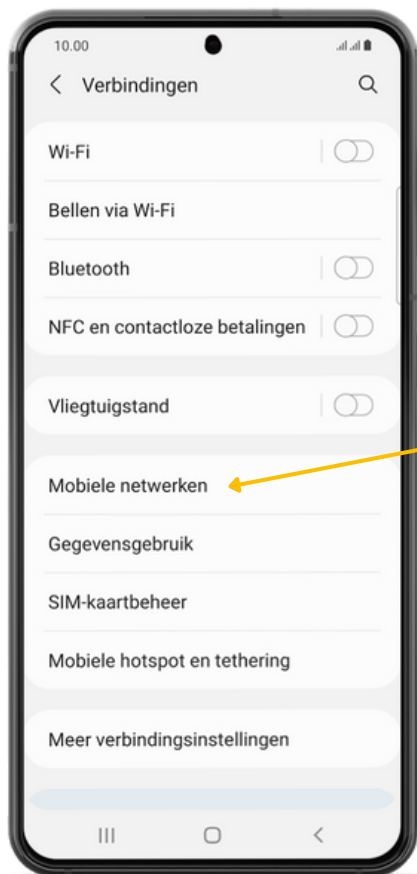 10.00
Verbindingen
Wi-Fi
Bellen via Wi-Fi
Bluetooth
NFC en contactloze betalingen
Vliegtuigstand
Mobiele netwerken
Gegevensgebruik
SIM-kaartbeheer
Mobiele hotspot en tethering
Meer verbindingsinstellingen